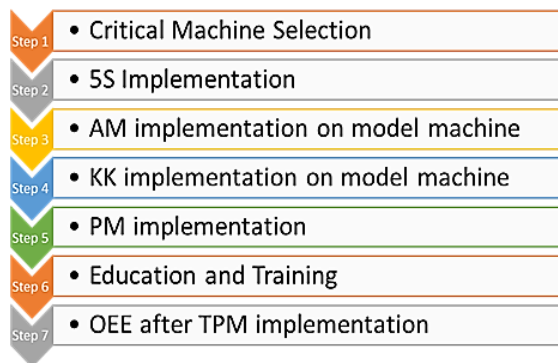 Step 1 • Critical Machine Selection
Step 2 • 5S Implementation
Step 3 • AM implementation on model machine
Step 4 • KK implementation on model machine
Step 5 • PM implementation
Step 6 • Education and Training
Step 7 • OEE after TPM implementation